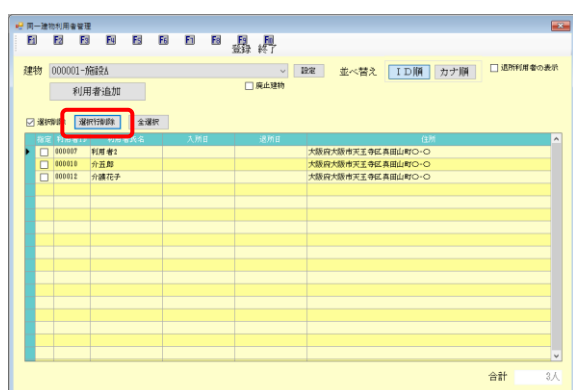 同一建物利用者管理
F1 F2 F3 F4 F5 F6 F7 F8 F9 F10
登録 終了
建物 000001-施設A 設定 並べ替え ID順 カナ順 退所利用者の表示
利用者追加 廃止建物
選択削除 選択行削除 全選択
指定 利用者ID 利用者氏名 入所日 退所日 住所
000007 利用者2 大阪府大阪市天王寺区真田山町〇-〇
000010 介五郎 大阪府大阪市天王寺区真田山町〇-〇
000012 介護花子 大阪府大阪市天王寺区真田山町〇-〇
合計 3人